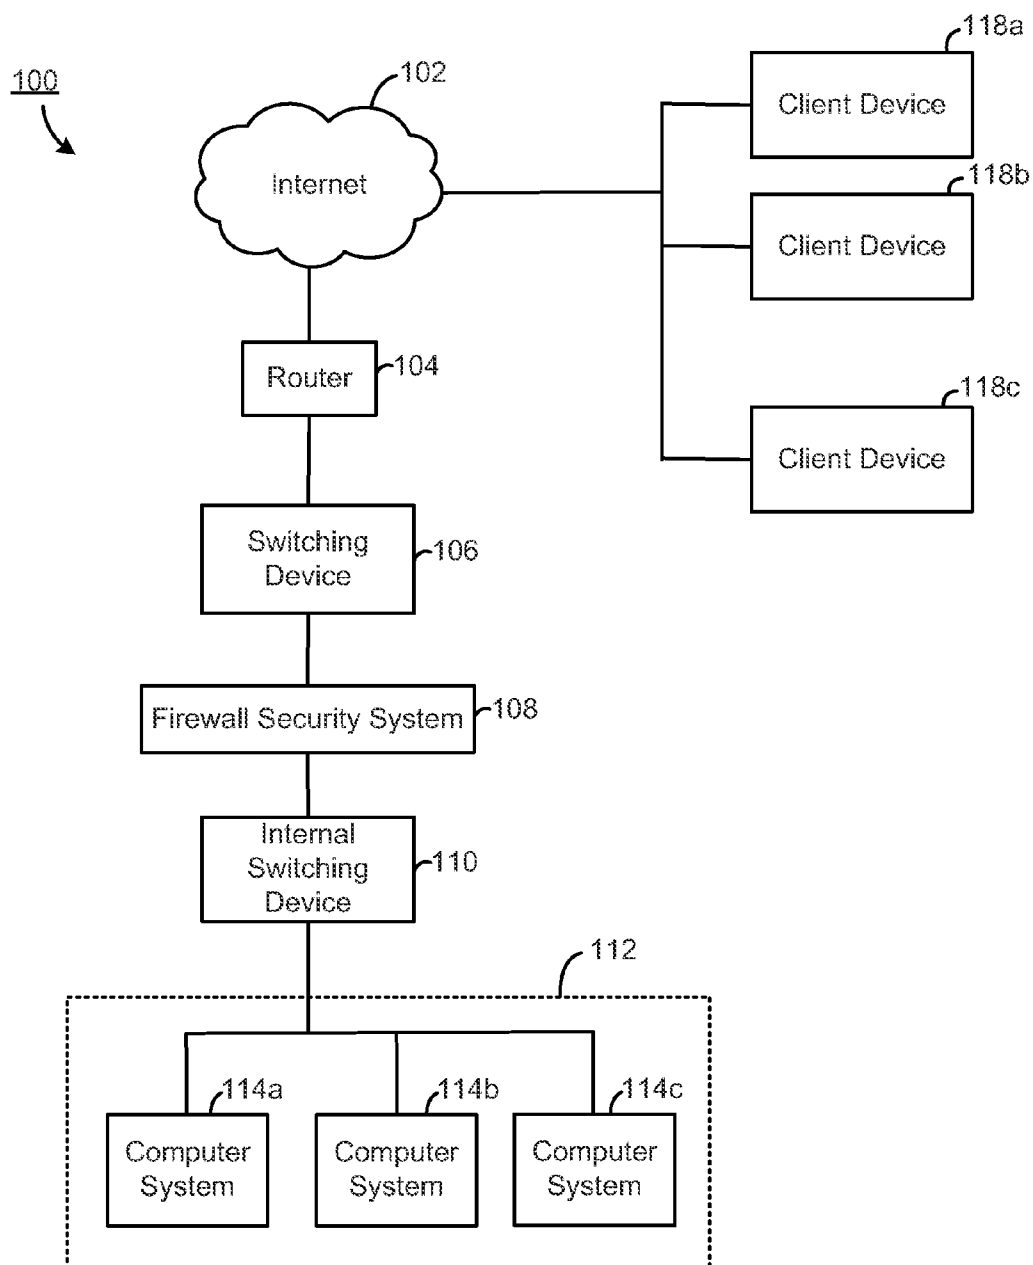 100
102
Internet
118a
Client Device
118b
Client Device
118c
Client Device
Router
104
Switching
Device
106
Firewall Security System
108
Internal
Switching
Device
110
112
114a
Computer
System
114b
Computer
System
114c
Computer
System